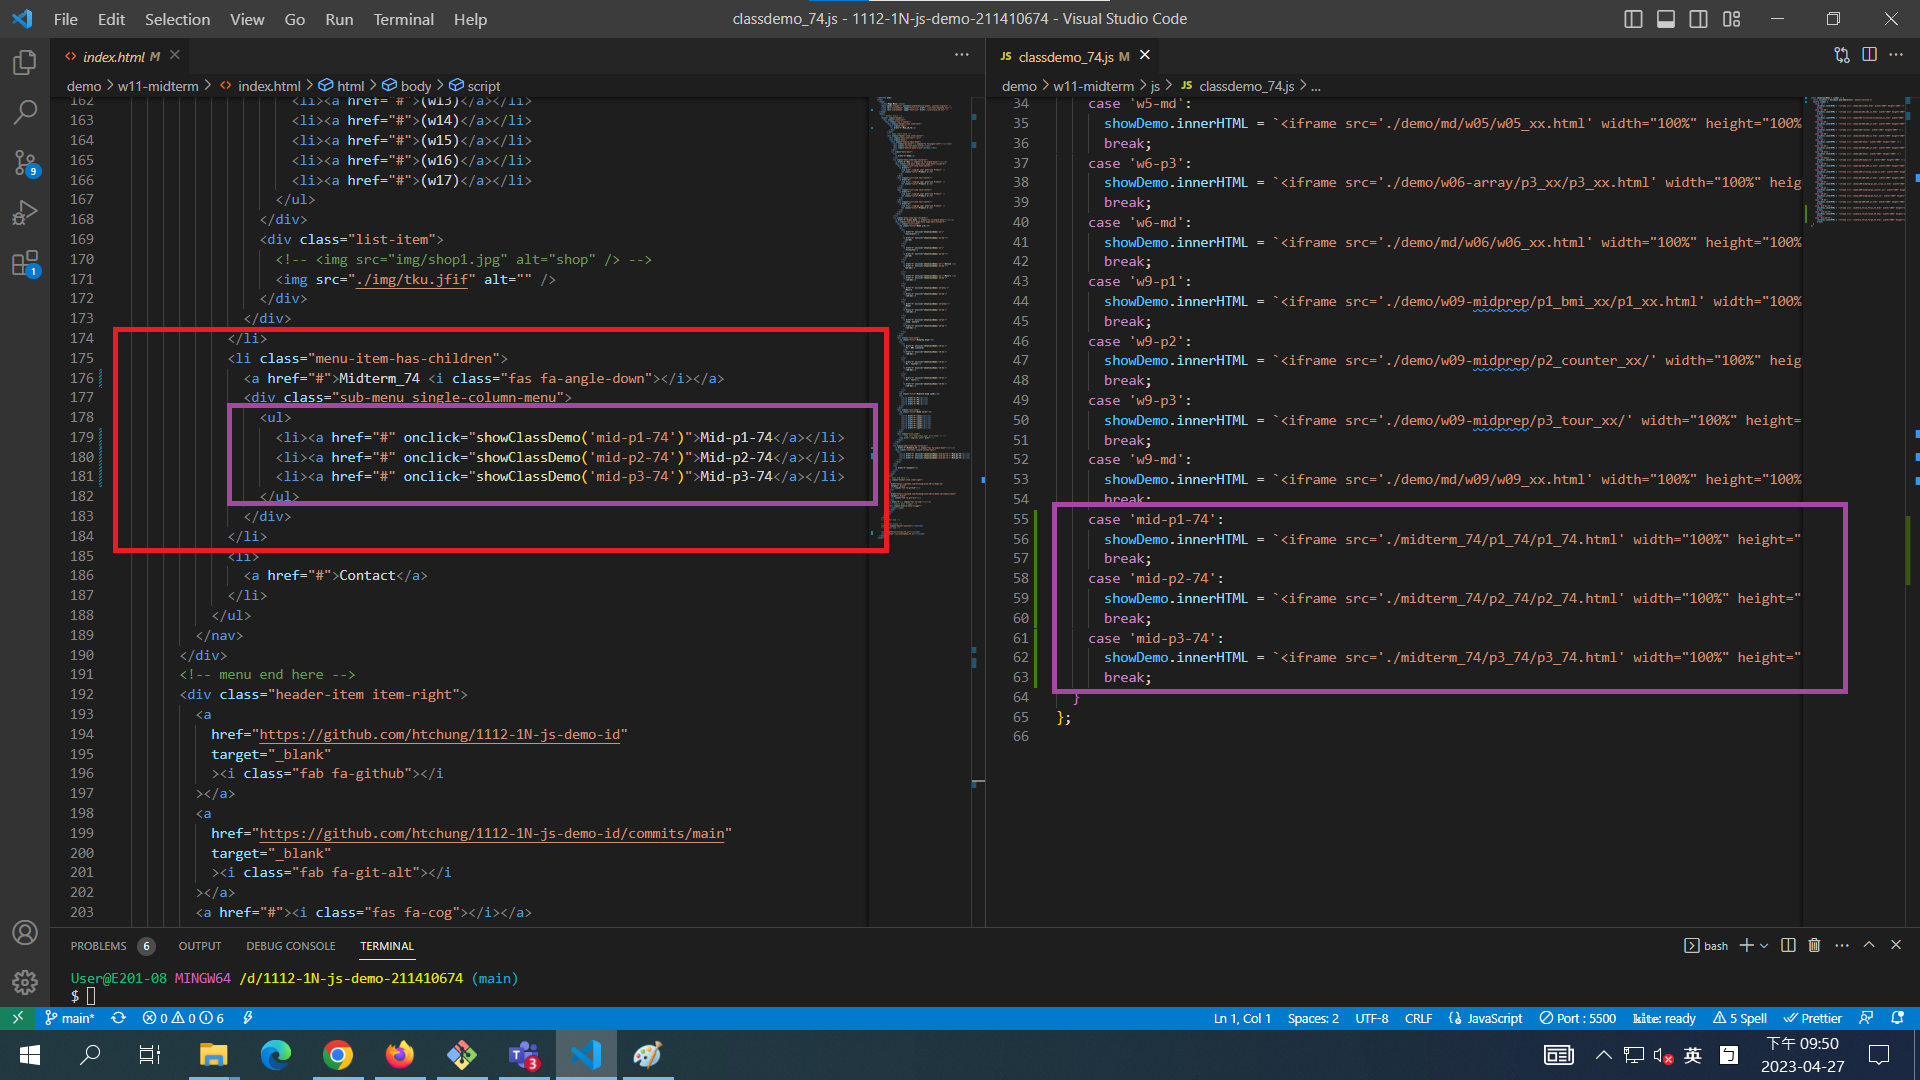 File Edit Selection View Go Run Terminal Help
classdemo_74.js - 1112-1N-js-demo-211410674 - Visual Studio Code
index.html M
demo > w11-midterm > index.html > html > body > script
162 <li><a href="#">(w13)</a></li>
163 <li><a href="#">(w14)</a></li>
164 <li><a href="#">(w15)</a></li>
165 <li><a href="#">(w16)</a></li>
166 <li><a href="#">(w17)</a></li>
167 </ul>
168 </div>
169 <div class="list-item">
170 <!-- <img src="img/shop1.jpg" alt="shop" /> -->
171 <img src="./img/tku.jfif" alt="" />
172 </div>
173 </div>
174 </li>
175 <li class="menu-item-has-children">
176 <a href="#">Midterm_74 <i class="fas fa-angle-down"></i></a>
177 <div class="sub-menu single-column-menu">
178 <ul>
179 <li><a href="#" onclick="showClassDemo('mid-p1-74')">Mid-p1-74</a></li>
180 <li><a href="#" onclick="showClassDemo('mid-p2-74')">Mid-p2-74</a></li>
181 <li><a href="#" onclick="showClassDemo('mid-p3-74')">Mid-p3-74</a></li>
182 </ul>
183 </div>
184 </li>
185 <li>
186 <a href="#">Contact</a>
187 </li>
188 </ul>
189 </nav>
190 </div>
191 <!-- menu end here -->
192 <div class="header-item item-right">
193 <a
194 href="https://github.com/htchung/1112-1N-js-demo-id"
195 target="_blank"
196 ><i class="fab fa-github"></i
197 ></a>
198 <a
199 href="https://github.com/htchung/1112-1N-js-demo-id/commits/main"
200 target="_blank"
201 ><i class="fab fa-git-alt"></i
202 ></a>
203 <a href="#"><i class="fas fa-cog"></i></a>
JS classdemo_74.js M
demo > w11-midterm > js > JS classdemo_74.js > ...
34 case 'w5-md':
35 showDemo.innerHTML = `<iframe src='./demo/md/w05/w05_xx.html' width="100%" height="100%
36 break;
37 case 'w6-p3':
38 showDemo.innerHTML = `<iframe src='./demo/w06-array/p3_xx/p3_xx.html' width="100%" heig
39 break;
40 case 'w6-md':
41 showDemo.innerHTML = `<iframe src='./demo/md/w06/w06_xx.html' width="100%" height="100%
42 break;
43 case 'w9-p1':
44 showDemo.innerHTML = `<iframe src='./demo/w09-midprep/p1_bmi_xx/p1_xx.html' width="100%
45 break;
46 case 'w9-p2':
47 showDemo.innerHTML = `<iframe src='./demo/w09-midprep/p2_counter_xx/' width="100%" heig
48 break;
49 case 'w9-p3':
50 showDemo.innerHTML = `<iframe src='./demo/w09-midprep/p3_tour_xx/' width="100%" height=
51 break;
52 case 'w9-md':
53 showDemo.innerHTML = `<iframe src='./demo/md/w09/w09_xx.html' width="100%" height="100%
54 break;
55 case 'mid-p1-74':
56 showDemo.innerHTML = `<iframe src='./midterm_74/p1_74/p1_74.html' width="100%" height="
57 break;
58 case 'mid-p2-74':
59 showDemo.innerHTML = `<iframe src='./midterm_74/p2_74/p2_74.html' width="100%" height="
60 break;
61 case 'mid-p3-74':
62 showDemo.innerHTML = `<iframe src='./midterm_74/p3_74/p3_74.html' width="100%" height="
63 break;
64 }
65 };
66
9
1
PROBLEMS 6 OUTPUT DEBUG CONSOLE TERMINAL
bash
User@E201-08 MINGW64 /d/1112-1N-js-demo-211410674 (main)
$
main* 0 0 6
Ln 1, Col 1 Spaces: 2 UTF-8 CRLF JavaScript Port : 5500 kite: ready 5 Spell Prettier
3
英 ㄅ
下午 09:50
2023-04-27